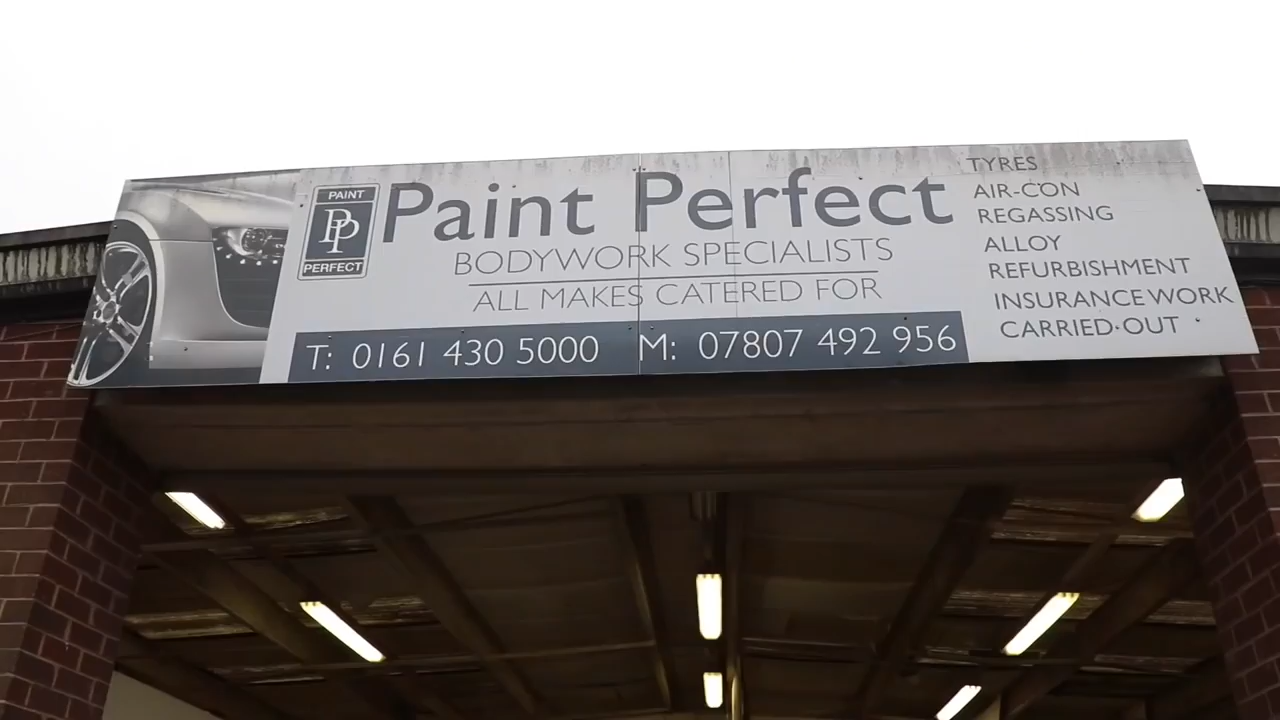 PAINT
PP
PERFECT
Paint Perfect
BODYWORK SPECIALISTS
ALL MAKES CATERED FOR
T: 0161 430 5000 M: 07807 492 956
TYRES
AIR-CON
REGASSING
ALLOY
REFURBISHMENT
INSURANCE WORK
CARRIED OUT